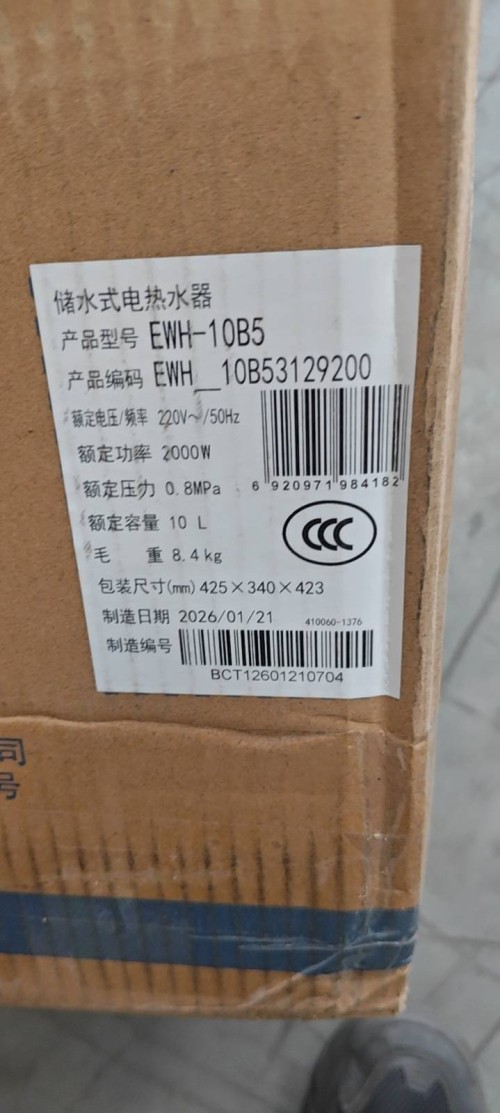 储水式电热水器
产品型号 EWH-10B5
产品编码 EWH__10B53129200
额定电压/频率 220V～/50Hz
额定功率 2000W
6 920971 984182
额定压力 0.8MPa
额定容量 10 L
CCC
毛 重 8.4kg
包装尺寸(mm) 425×340×423
制造日期 2026/01/21 410060-1376
制造编号
BCT12601210704
司
号